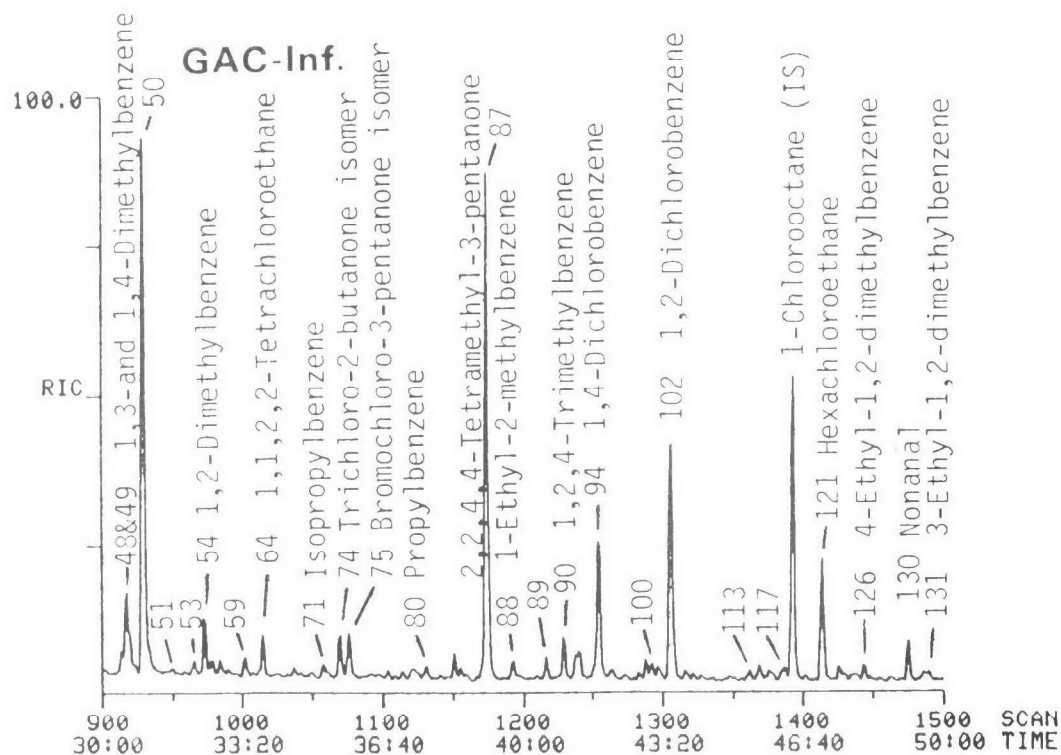 GAC-Inf.
100.0
RIC
48&49 1,3-and 1,4-Dimethylbenzene
50
51
53
54 1,2-Dimethylbenzene
59
64 1,1,2,2-Tetrachloroethane
71 Isopropylbenzene
74 Trichloro-2-butanone isomer
75 Bromochloro-3-pentanone isomer
80 Propylbenzene
2,2,4,4-Tetramethyl-3-pentanone
87
88 1-Ethyl-2-methylbenzene
89
90 1,2,4-Trimethylbenzene
94 1,4-Dichlorobenzene
100
102 1,2-Dichlorobenzene
113
117
1-Chlorooctane (IS)
121 Hexachloroethane
126 4-Ethyl-1,2-dimethylbenzene
130 Nonanal
131 3-Ethyl-1,2-dimethylbenzene
900 1000 1100 1200 1300 1400 1500 SCAN
30:00 33:20 36:40 40:00 43:20 46:40 50:00 TIME